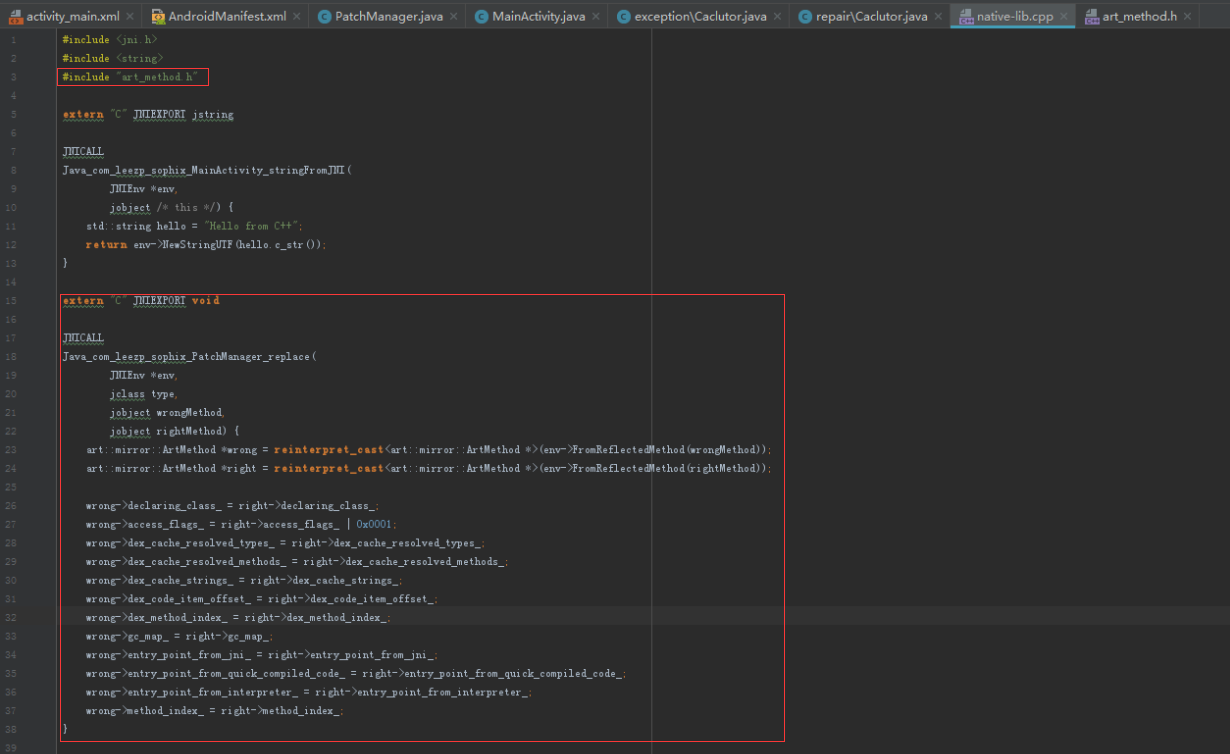 activity_main.xml AndroidManifest.xml PatchManager.java MainActivity.java exception\Caclutor.java repair\Caclutor.java native-lib.cpp art_method.h
1 #include <jni.h>
2 #include <string>
3 #include "art_method.h"
4
5 extern "C" JNIEXPORT jstring
6
7 JNICALL
8 Java_com_leezp_sophix_MainActivity_stringFromJNI(
9 JNIEnv *env,
10 jobject /* this */) {
11 std::string hello = "Hello from C++";
12 return env->NewStringUTF(hello.c_str());
13 }
14
15 extern "C" JNIEXPORT void
16
17 JNICALL
18 Java_com_leezp_sophix_PatchManager_replace(
19 JNIEnv *env,
20 jclass type,
21 jobject wrongMethod,
22 jobject rightMethod) {
23 art::mirror::ArtMethod *wrong = reinterpret_cast<art::mirror::ArtMethod *>(env->FromReflectedMethod(wrongMethod));
24 art::mirror::ArtMethod *right = reinterpret_cast<art::mirror::ArtMethod *>(env->FromReflectedMethod(rightMethod));
25
26 wrong->declaring_class_ = right->declaring_class_;
27 wrong->access_flags_ = right->access_flags_ | 0x0001;
28 wrong->dex_cache_resolved_types_ = right->dex_cache_resolved_types_;
29 wrong->dex_cache_resolved_methods_ = right->dex_cache_resolved_methods_;
30 wrong->dex_cache_strings_ = right->dex_cache_strings_;
31 wrong->dex_code_item_offset_ = right->dex_code_item_offset_;
32 wrong->dex_method_index_ = right->dex_method_index_;
33 wrong->gc_map_ = right->gc_map_;
34 wrong->entry_point_from_jni_ = right->entry_point_from_jni_;
35 wrong->entry_point_from_quick_compiled_code_ = right->entry_point_from_quick_compiled_code_;
36 wrong->entry_point_from_interpreter_ = right->entry_point_from_interpreter_;
37 wrong->method_index_ = right->method_index_;
38 }
39